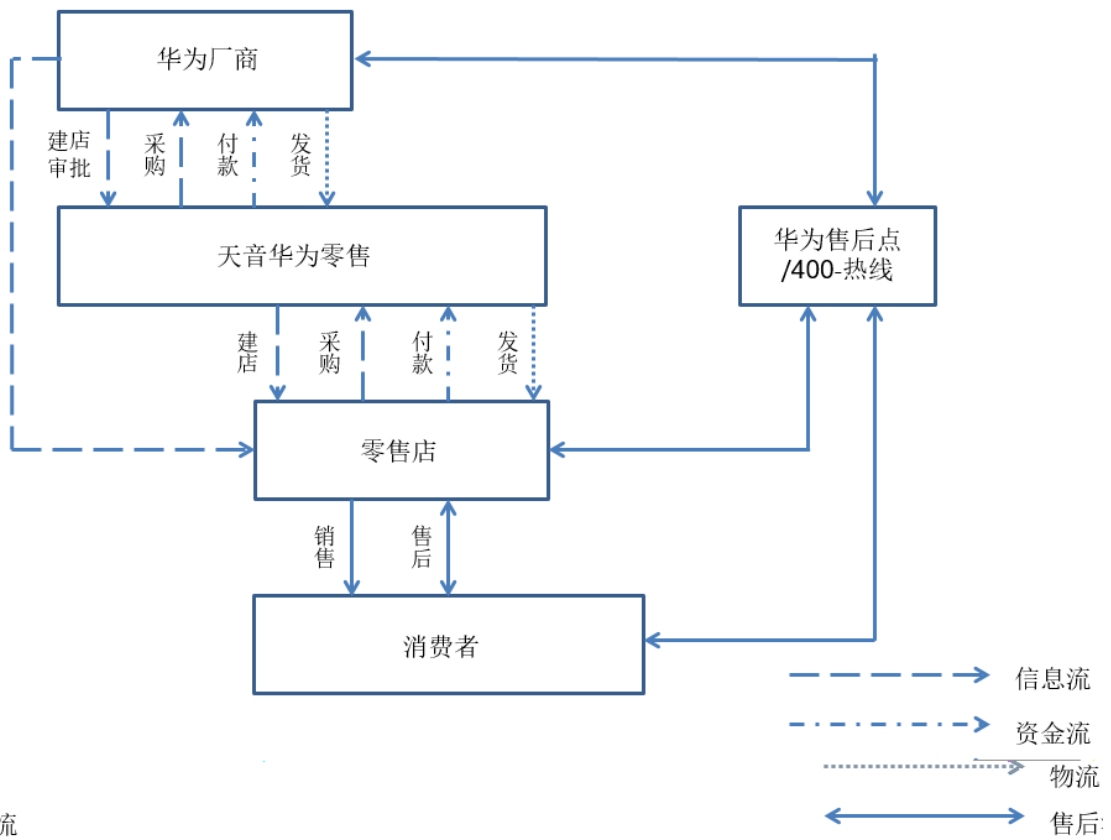 华为厂商
建店
审批
采购
付款
发货
天音华为零售
华为售后点
/400-热线
建店
采购
付款
发货
零售店
销售
售后
消费者
信息流
资金流
物流
售后
流